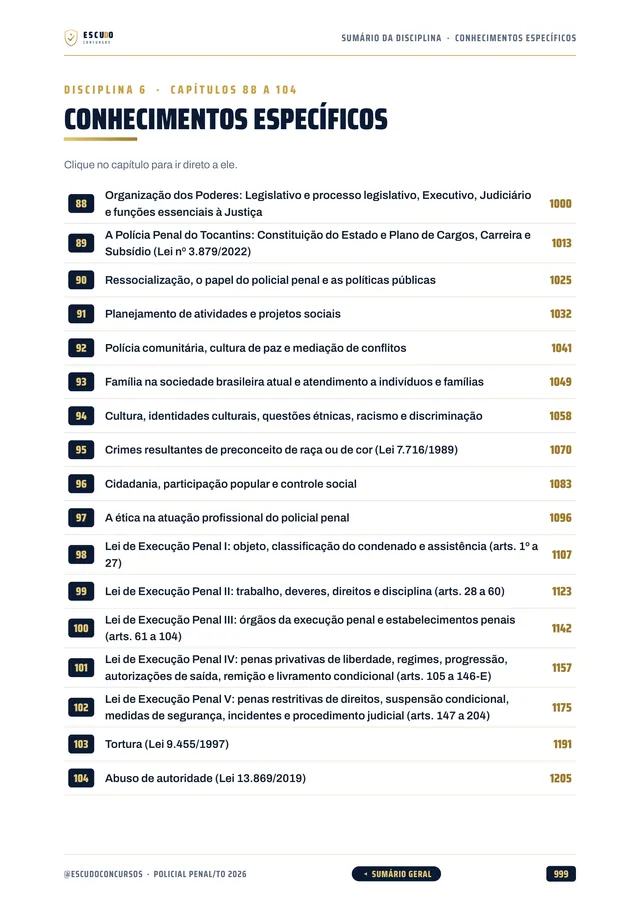 ESCUDO
CONCURSOS
SUMÁRIO DA DISCIPLINA · CONHECIMENTOS ESPECÍFICOS
DISCIPLINA 6 · CAPÍTULOS 88 A 104
CONHECIMENTOS ESPECÍFICOS
Clique no capítulo para ir direto a ele.
88 Organização dos Poderes: Legislativo e processo legislativo, Executivo, Judiciário
e funções essenciais à Justiça 1000
89 A Polícia Penal do Tocantins: Constituição do Estado e Plano de Cargos, Carreira e
Subsídio (Lei nº 3.879/2022) 1013
90 Ressocialização, o papel do policial penal e as políticas públicas 1025
91 Planejamento de atividades e projetos sociais 1032
92 Polícia comunitária, cultura de paz e mediação de conflitos 1041
93 Família na sociedade brasileira atual e atendimento a indivíduos e famílias 1049
94 Cultura, identidades culturais, questões étnicas, racismo e discriminação 1058
95 Crimes resultantes de preconceito de raça ou de cor (Lei 7.716/1989) 1070
96 Cidadania, participação popular e controle social 1083
97 A ética na atuação profissional do policial penal 1096
98 Lei de Execução Penal I: objeto, classificação do condenado e assistência (arts. 1º a
27) 1107
99 Lei de Execução Penal II: trabalho, deveres, direitos e disciplina (arts. 28 a 60) 1123
100 Lei de Execução Penal III: órgãos da execução penal e estabelecimentos penais
(arts. 61 a 104) 1142
101 Lei de Execução Penal IV: penas privativas de liberdade, regimes, progressão,
autorizações de saída, remição e livramento condicional (arts. 105 a 146-E) 1157
102 Lei de Execução Penal V: penas restritivas de direitos, suspensão condicional,
medidas de segurança, incidentes e procedimento judicial (arts. 147 a 204) 1175
103 Tortura (Lei 9.455/1997) 1191
104 Abuso de autoridade (Lei 13.869/2019) 1205
@ESCUDOCONCURSOS · POLICIAL PENAL/TO 2026
SUMÁRIO GERAL
999